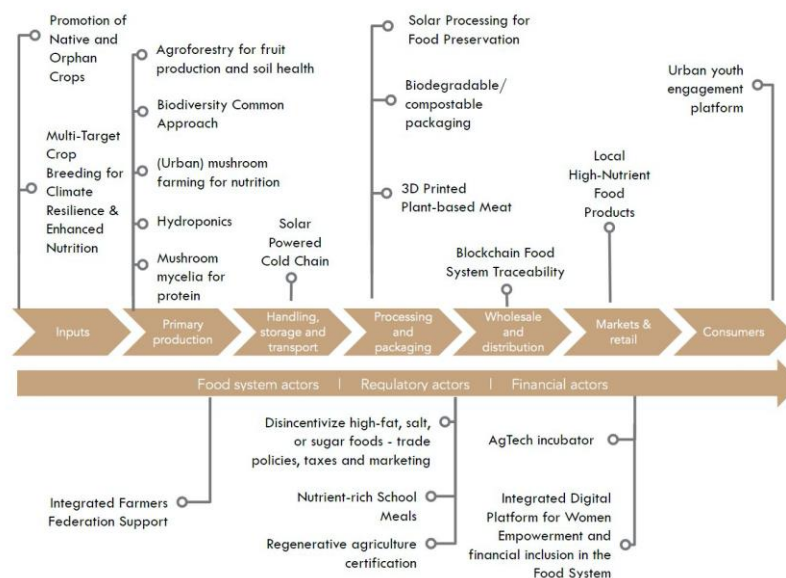 Promotion of
Native and
Orphan
Crops
Multi-Target
Crop
Breeding for
Climate
Resilience &
Enhanced
Nutrition
Agroforestry for fruit
production and soil health
Biodiversity Common
Approach
(Urban) mushroom
farming for nutrition
Hydroponics
Mushroom
mycelia for
protein
Solar
Powered
Cold Chain
Solar Processing for
Food Preservation
Biodegradable/
compostable
packaging
3D Printed
Plant-based Meat
Blockchain Food
System Traceability
Local
High-Nutrient
Food
Products
Urban youth
engagement
platform
Inputs
Primary
production
Handling,
storage and
transport
Processing
and
packaging
Wholesale
and
distribution
Markets &
retail
Consumers
Food system actors | Regulatory actors | Financial actors
Integrated Farmers
Federation Support
Disincentivize high-fat, salt,
or sugar foods - trade
policies, taxes and marketing
Nutrient-rich School
Meals
Regenerative agriculture
certification
AgTech incubator
Integrated Digital
Platform for Women
Empowerment and
financial inclusion in the
Food System